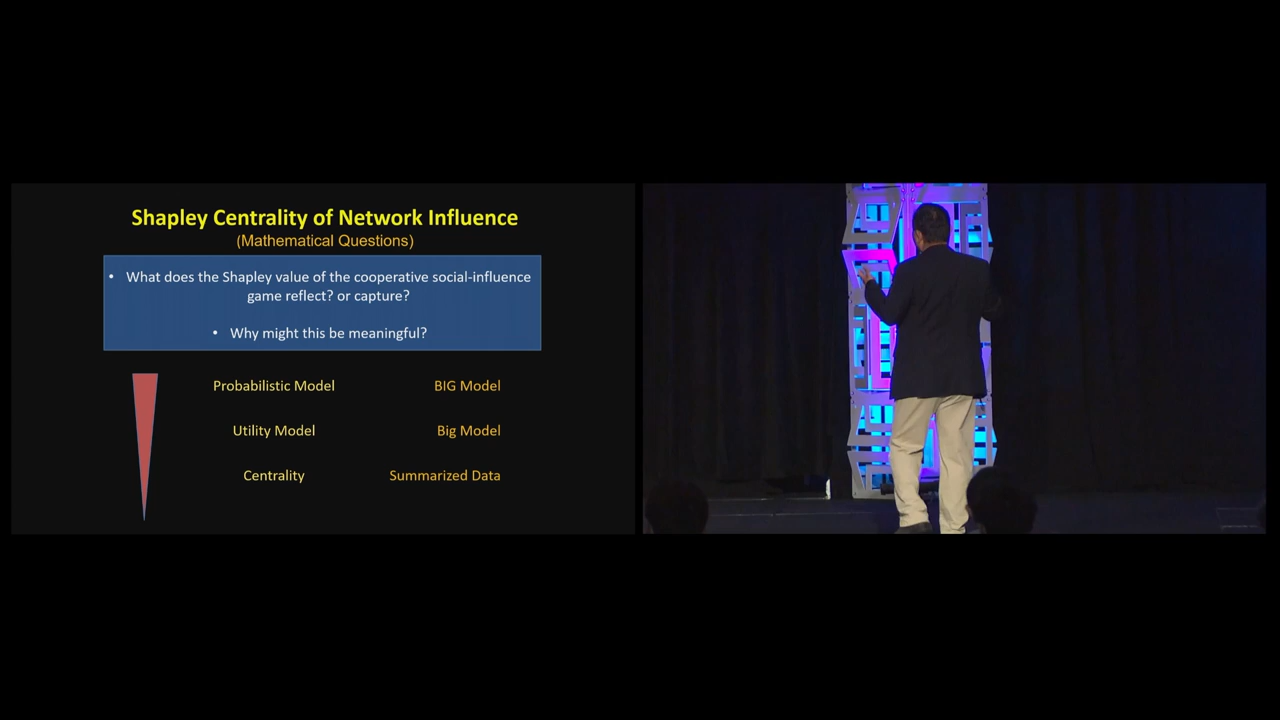 Shapley Centrality of Network Influence
(Mathematical Questions)
• What does the Shapley value of the cooperative social-influence
game reflect? or capture?
• Why might this be meaningful?
Probabilistic Model BIG Model
Utility Model Big Model
Centrality Summarized Data